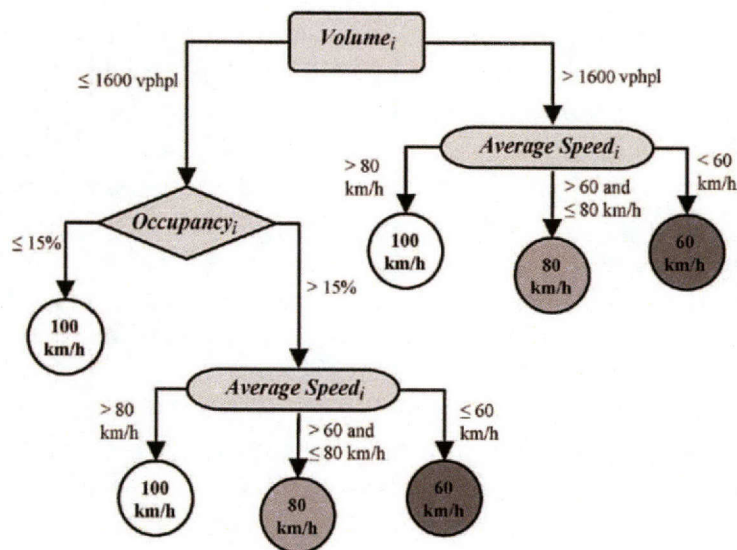 Volumeᵢ
≤ 1600 vphpl
> 1600 vphpl
Average Speedᵢ
> 80
km/h
> 60 and
≤ 80 km/h
< 60
km/h
100
km/h
80
km/h
60
km/h
Occupancyᵢ
≤ 15%
> 15%
100
km/h
Average Speedᵢ
> 80
km/h
> 60 and
≤ 80 km/h
≤ 60
km/h
100
km/h
80
km/h
60
km/h